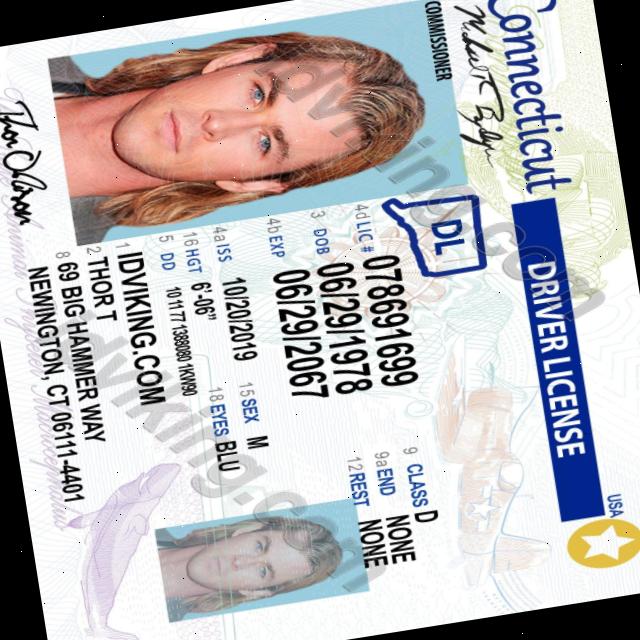 Connecticut
DRIVER LICENSE
USA
COMMISSIONER
DL
4d LIC # 078691699
9 CLASS D
3 DOB 06/29/1978
9a END NONE
4b EXP 06/29/2067
12 REST NONE
4a ISS 10/20/2019
15 SEX M
16 HGT 6'-06"
18 EYES BLU
5 DD
1 IDVIKING.COM
2 THOR T
8 69 BIG HAMMER WAY
NEWINGTON, CT 06111-4401
idviking.com
idviking.com